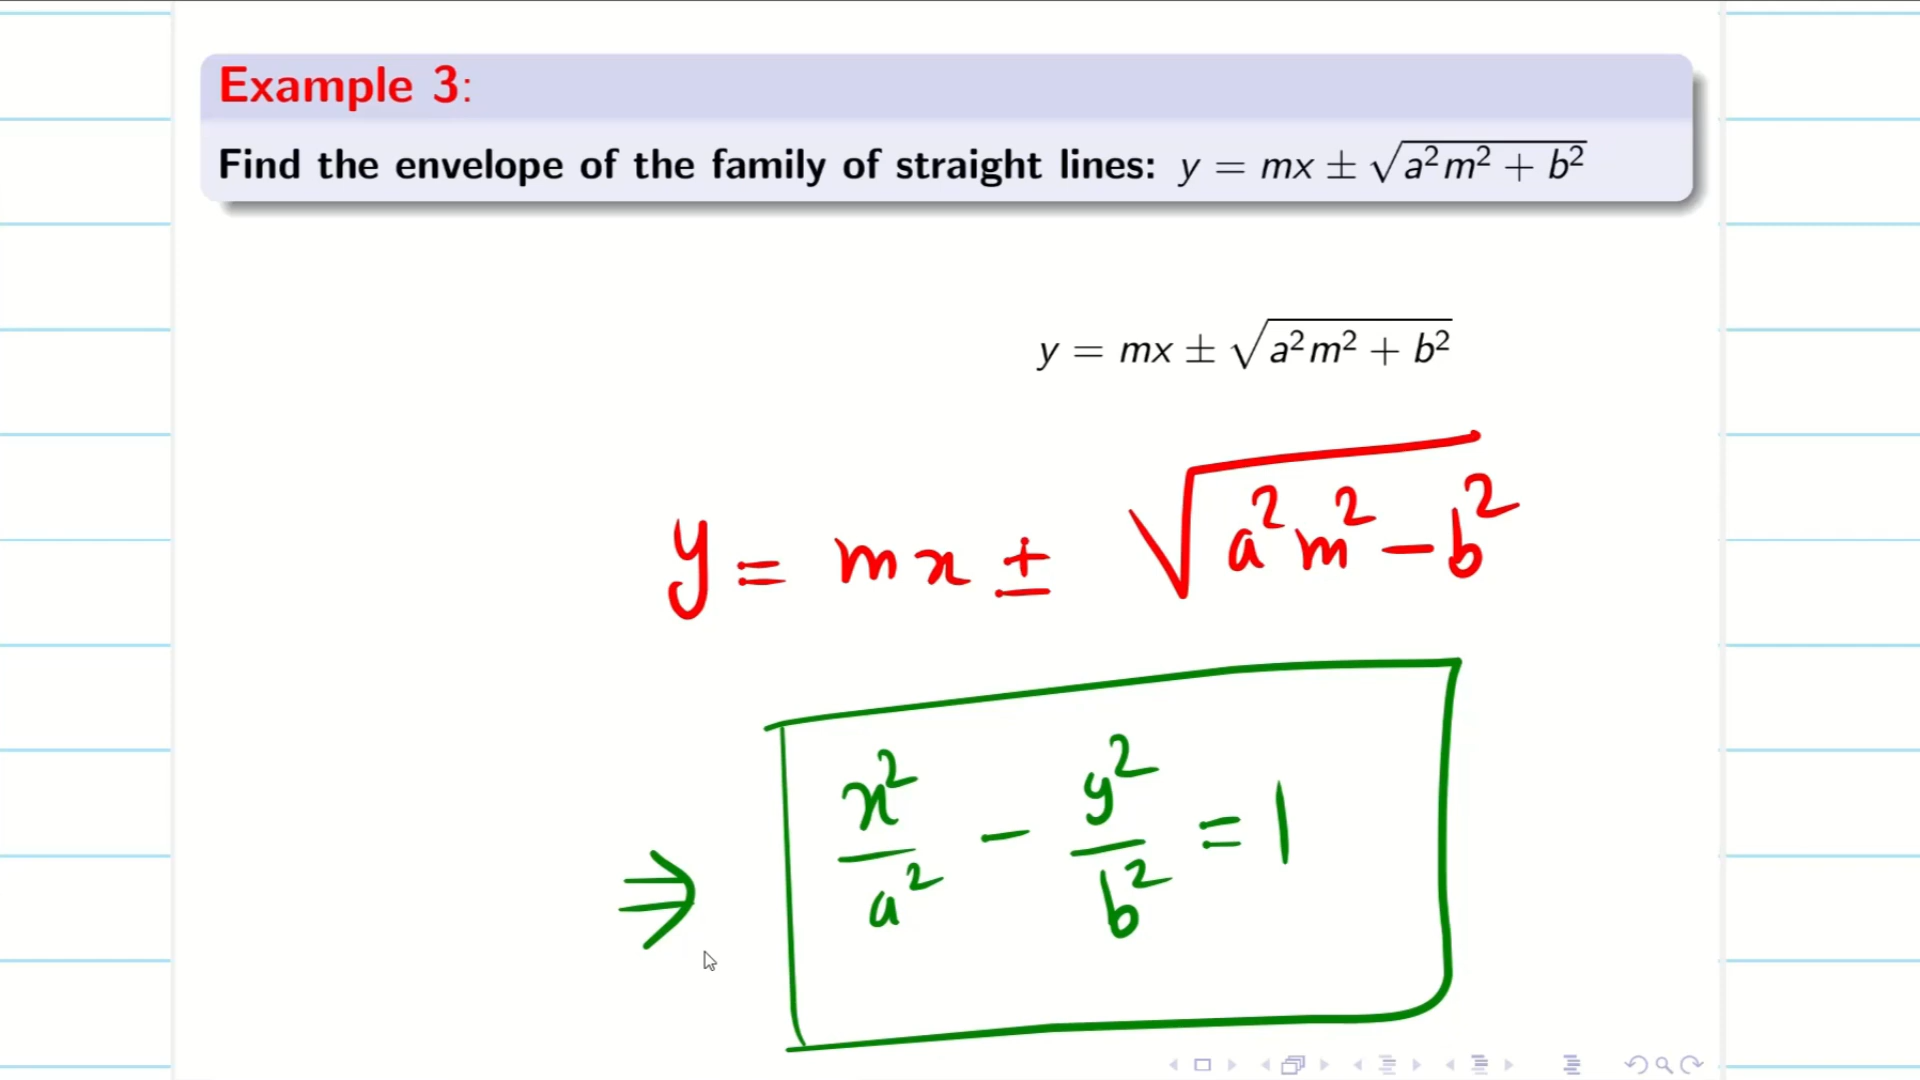 Example 3:
Find the envelope of the family of straight lines: y = mx ± √(a²m² + b²)
y = mx ± √(a²m² + b²)
y = mx ± √(a²m² − b²)
⇒ x²/a² − y²/b² = 1